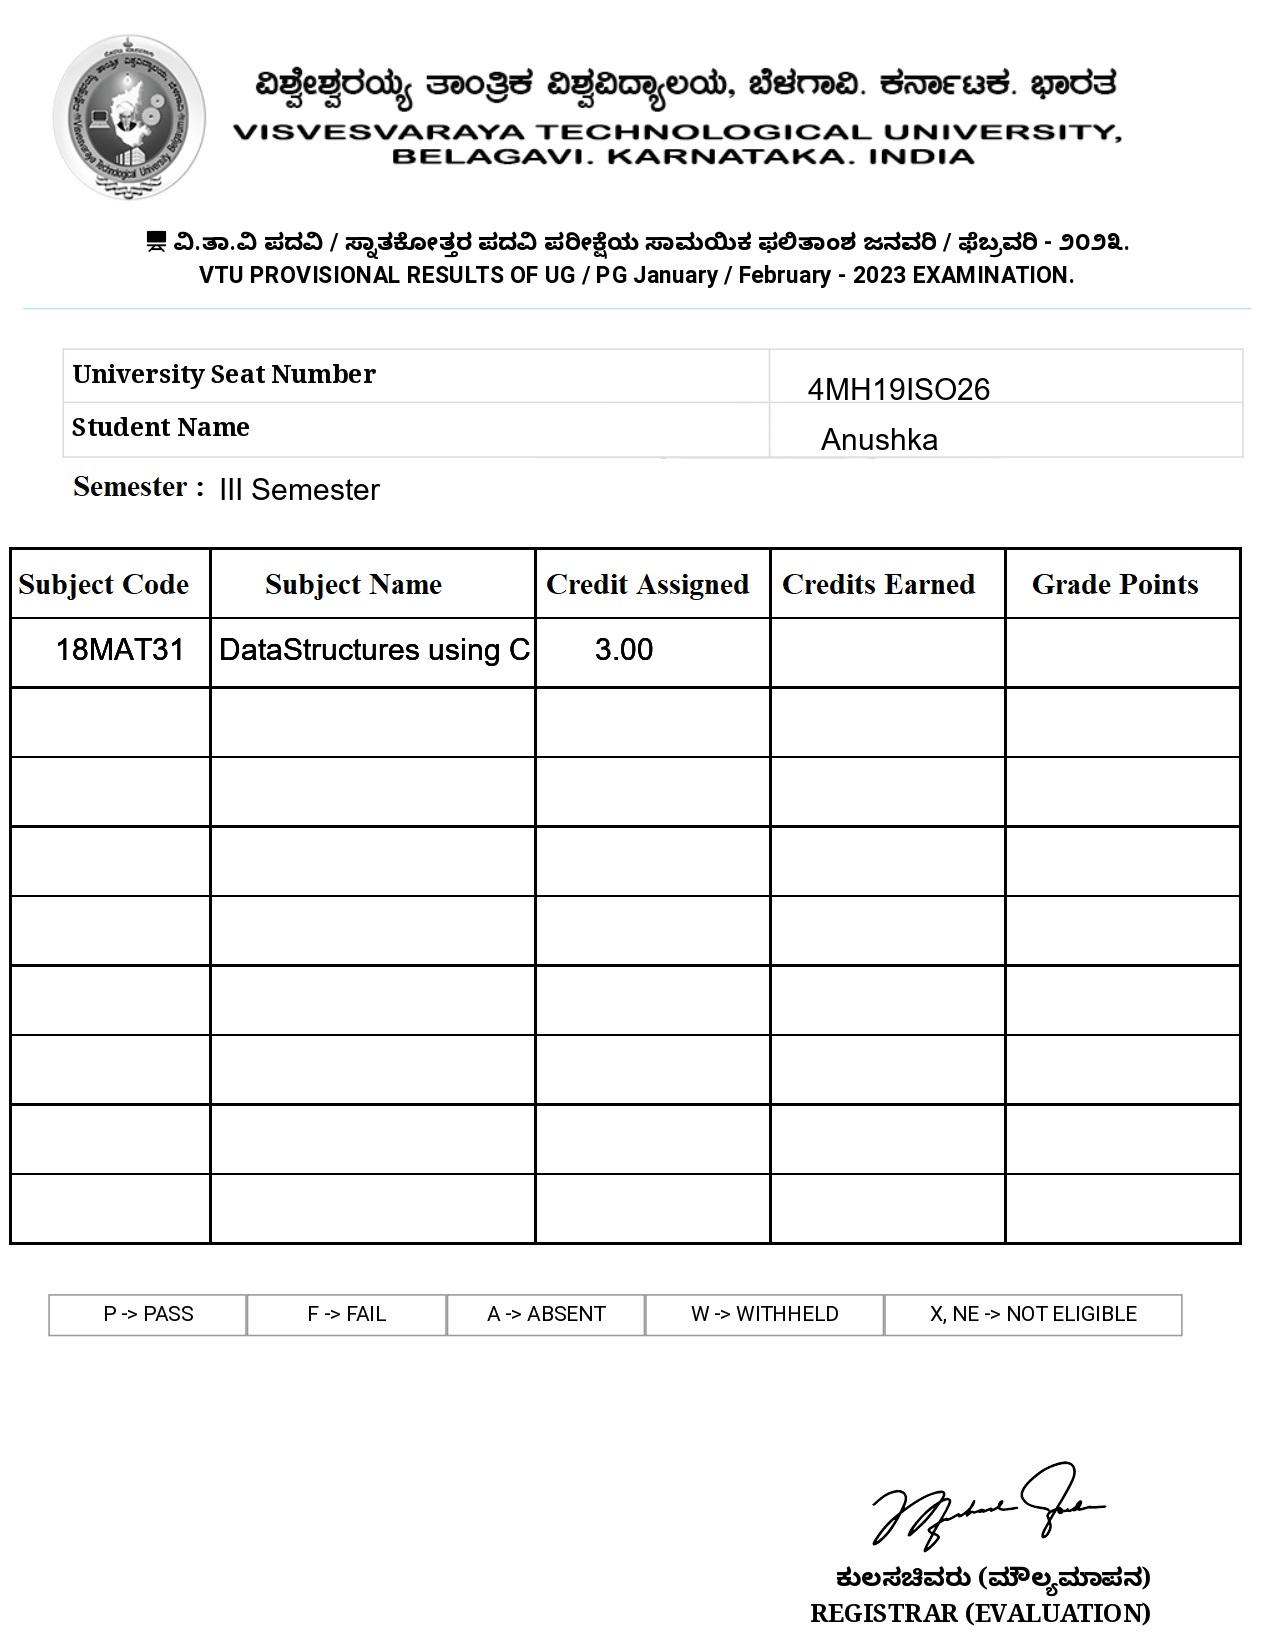 ವಿಶ್ವೇಶ್ವರಯ್ಯ ತಾಂತ್ರಿಕ ವಿಶ್ವವಿದ್ಯಾಲಯ, ಬೆಳಗಾವಿ. ಕರ್ನಾಟಕ. ಭಾರತ
VISVESVARAYA TECHNOLOGICAL UNIVERSITY,
BELAGAVI. KARNATAKA. INDIA
ವಿ.ತಾ.ವಿ ಪದವಿ / ಸ್ನಾತಕೋತ್ತರ ಪದವಿ ಪರೀಕ್ಷೆಯ ಸಾಮಯಿಕ ಫಲಿತಾಂಶ ಜನವರಿ / ಫೆಬ್ರವರಿ - ೨೦೨೩.
VTU PROVISIONAL RESULTS OF UG / PG January / February - 2023 EXAMINATION.
University Seat Number 4MH19ISO26
Student Name Anushka
Semester : III Semester
Subject Code Subject Name Credit Assigned Credits Earned Grade Points
18MAT31 DataStructures using C 3.00
P -> PASS F -> FAIL A -> ABSENT W -> WITHHELD X, NE -> NOT ELIGIBLE
ಕುಲಸಚಿವರು (ಮೌಲ್ಯಮಾಪನ)
REGISTRAR (EVALUATION)